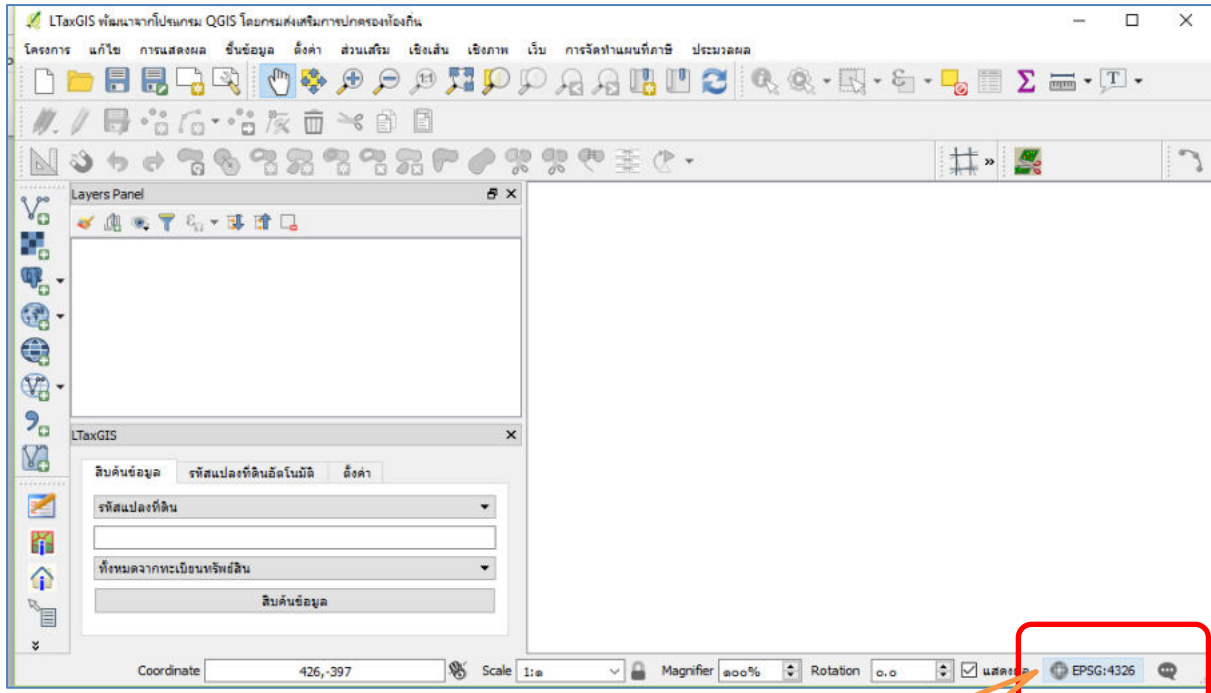 LTaxGIS พัฒนาจากโปรแกรม QGIS โดยกรมส่งเสริมการปกครองท้องถิ่น
โครงการ แก้ไข การแสดงผล ชั้นข้อมูล ตั้งค่า ส่วนเสริม เชิงเส้น เชิงภาพ เว็บ การจัดทำแผนที่ภาษี ประมวลผล
Layers Panel
LTaxGIS
สืบค้นข้อมูล รหัสแปลงที่ดินอัตโนมัติ ตั้งค่า
รหัสแปลงที่ดิน
ทั้งหมดจากทะเบียนทรัพย์สิน
สืบค้นข้อมูล
Coordinate 426,-397 Scale 1:๑ Magnifier ๑๐๐% Rotation ๐.๐ EPSG:4326